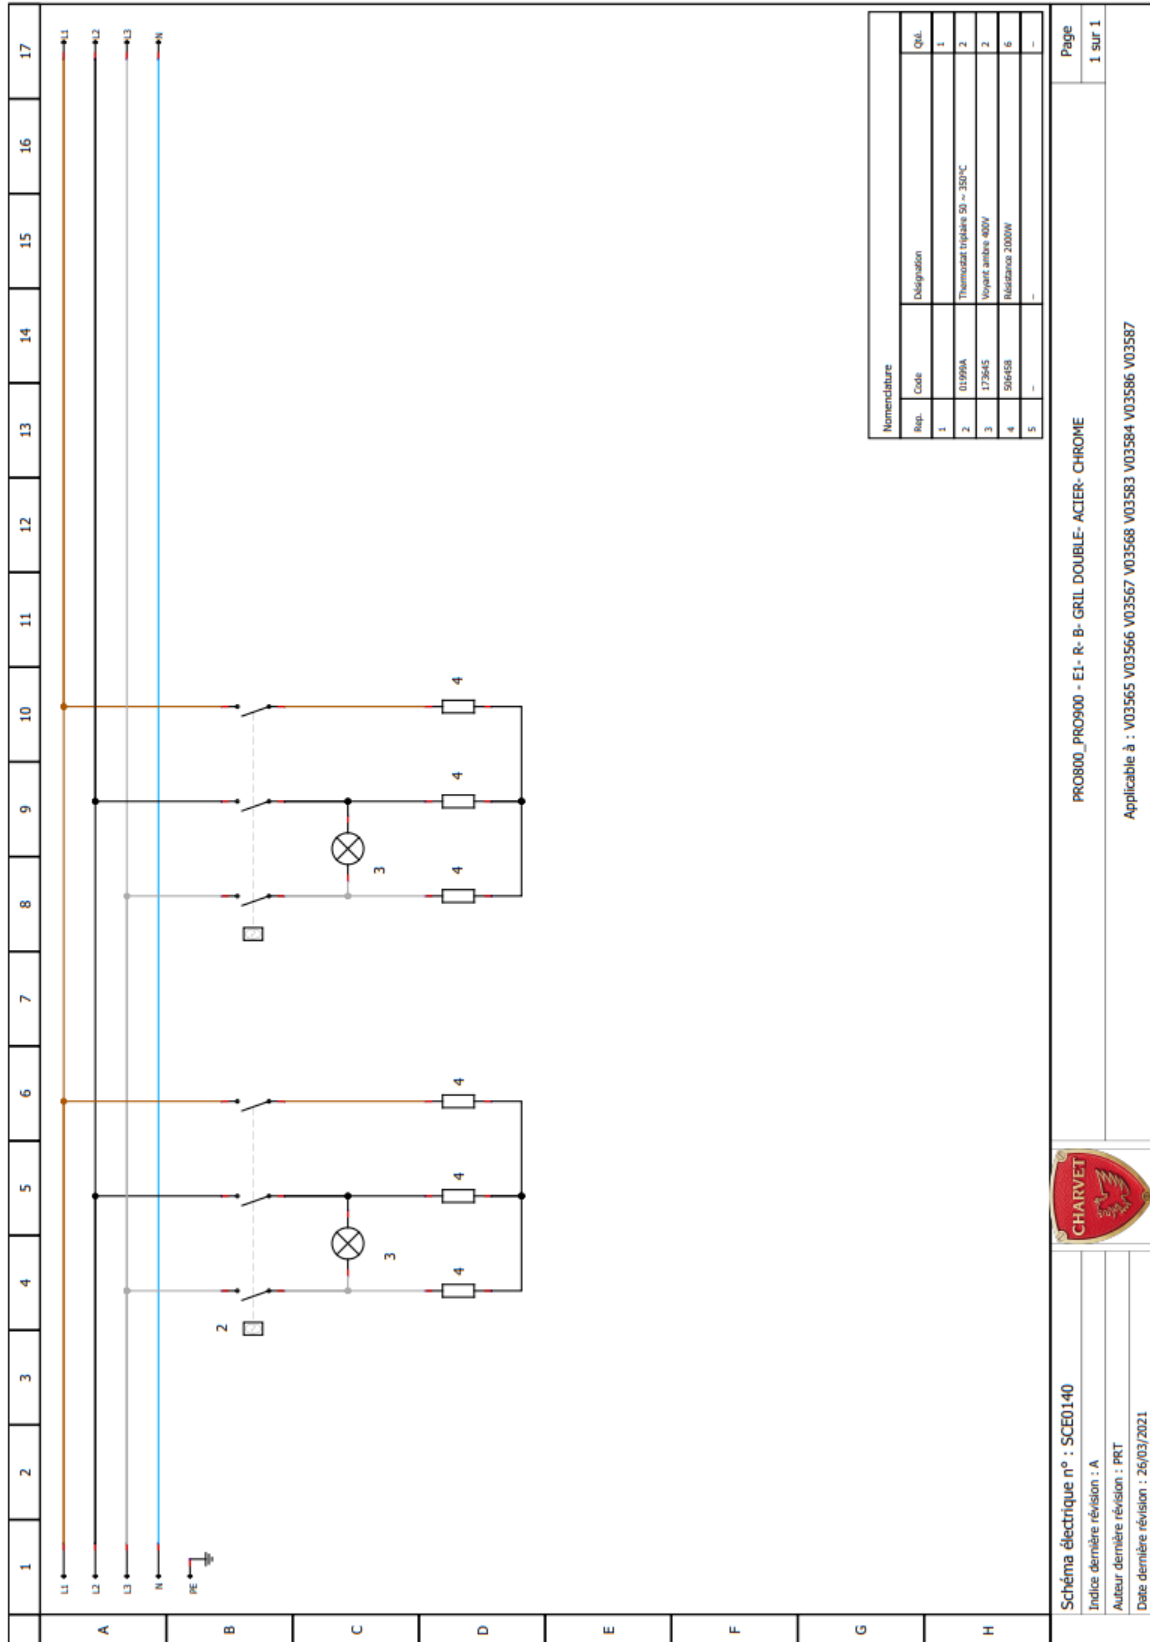 1 2 3 4 5 6 7 8 9 10 11 12 13 14 15 16 17
A
B
C
D
E
F
G
H
L1 L1
L2 L2
L3 L3
N N
PE
2
3 3
4 4 4 4 4 4
Nomenclature
Rep. Code Désignation Qté.
1 1
2 01999A Thermostat triplaire 50 ~ 350°C 2
3 173645 Voyant ambre 400V 2
4 506458 Résistance 2000W 6
5 – – –
Schéma électrique n° : SCE0140
Indice dernière révision : A
Auteur dernière révision : PRT
Date dernière révision : 26/03/2021
CHARVET
PRO800_PRO900 - E1- R- B- GRIL DOUBLE- ACIER- CHROME
Applicable à : V03565 V03566 V03567 V03568 V03583 V03584 V03586 V03587
Page
1 sur 1